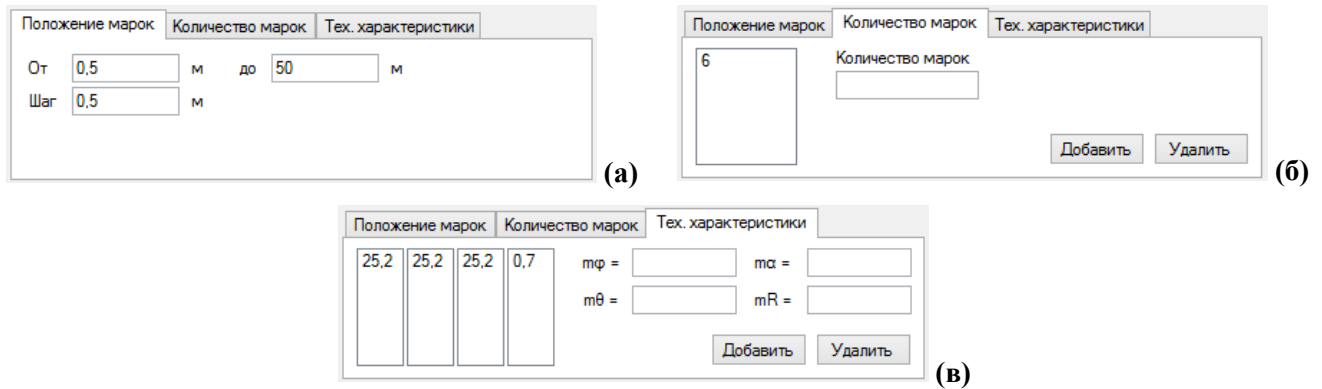 Положение марок Количество марок Тех. характеристики
От 0,5 м до 50 м
Шаг 0,5 м
(а)
Положение марок Количество марок Тех. характеристики
6 Количество марок
Добавить Удалить
(б)
Положение марок Количество марок Тех. характеристики
25,2 25,2 25,2 0,7 mφ = mα =
mθ = mR =
Добавить Удалить
(в)